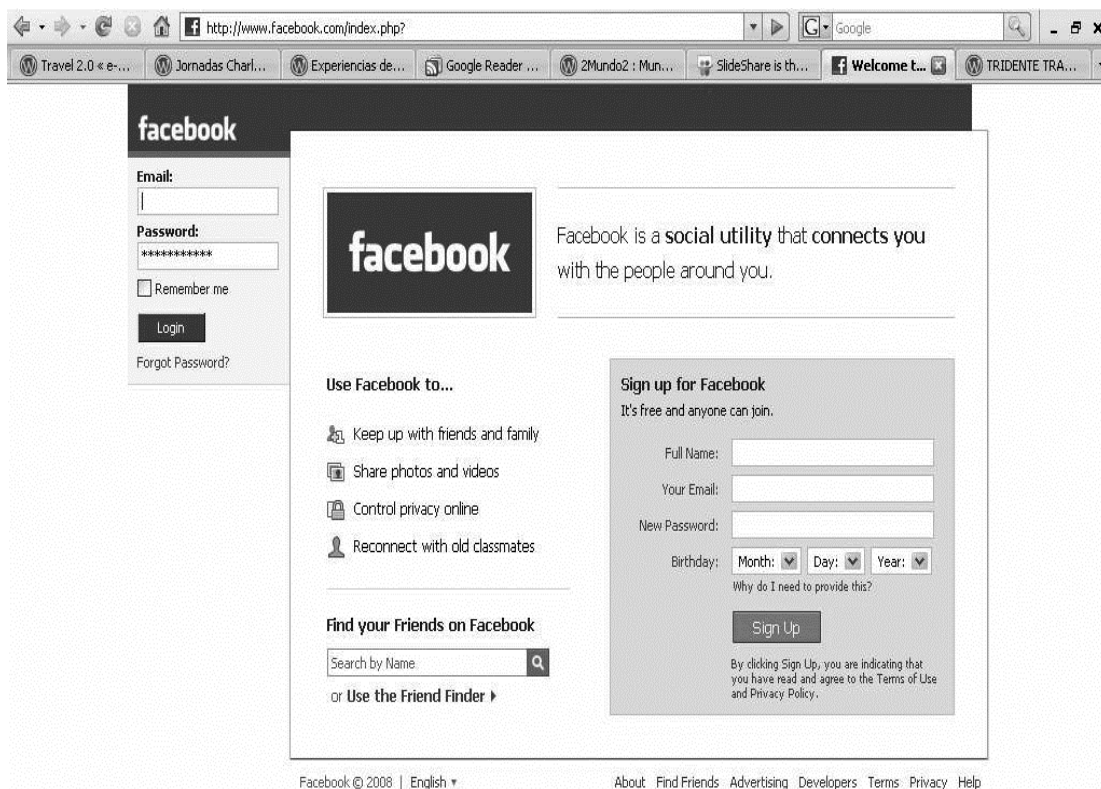 http://www.facebook.com/index.php?
G Google
Travel 2.0 « e-...
Jornadas Charl...
Experiencias de...
Google Reader ...
2Mundo2 : Mun...
SlideShare is th...
Welcome t...
TRIDENTE TRA...
facebook
Email:
Password:
***********
Remember me
Login
Forgot Password?
facebook
Facebook is a social utility that connects you
with the people around you.
Use Facebook to...
Keep up with friends and family
Share photos and videos
Control privacy online
Reconnect with old classmates
Find your Friends on Facebook
Search by Name
or Use the Friend Finder
Sign up for Facebook
It's free and anyone can join.
Full Name:
Your Email:
New Password:
Birthday: Month: Day: Year:
Why do I need to provide this?
Sign Up
By clicking Sign Up, you are indicating that
you have read and agree to the Terms of Use
and Privacy Policy.
Facebook © 2008 | English
About Find Friends Advertising Developers Terms Privacy Help